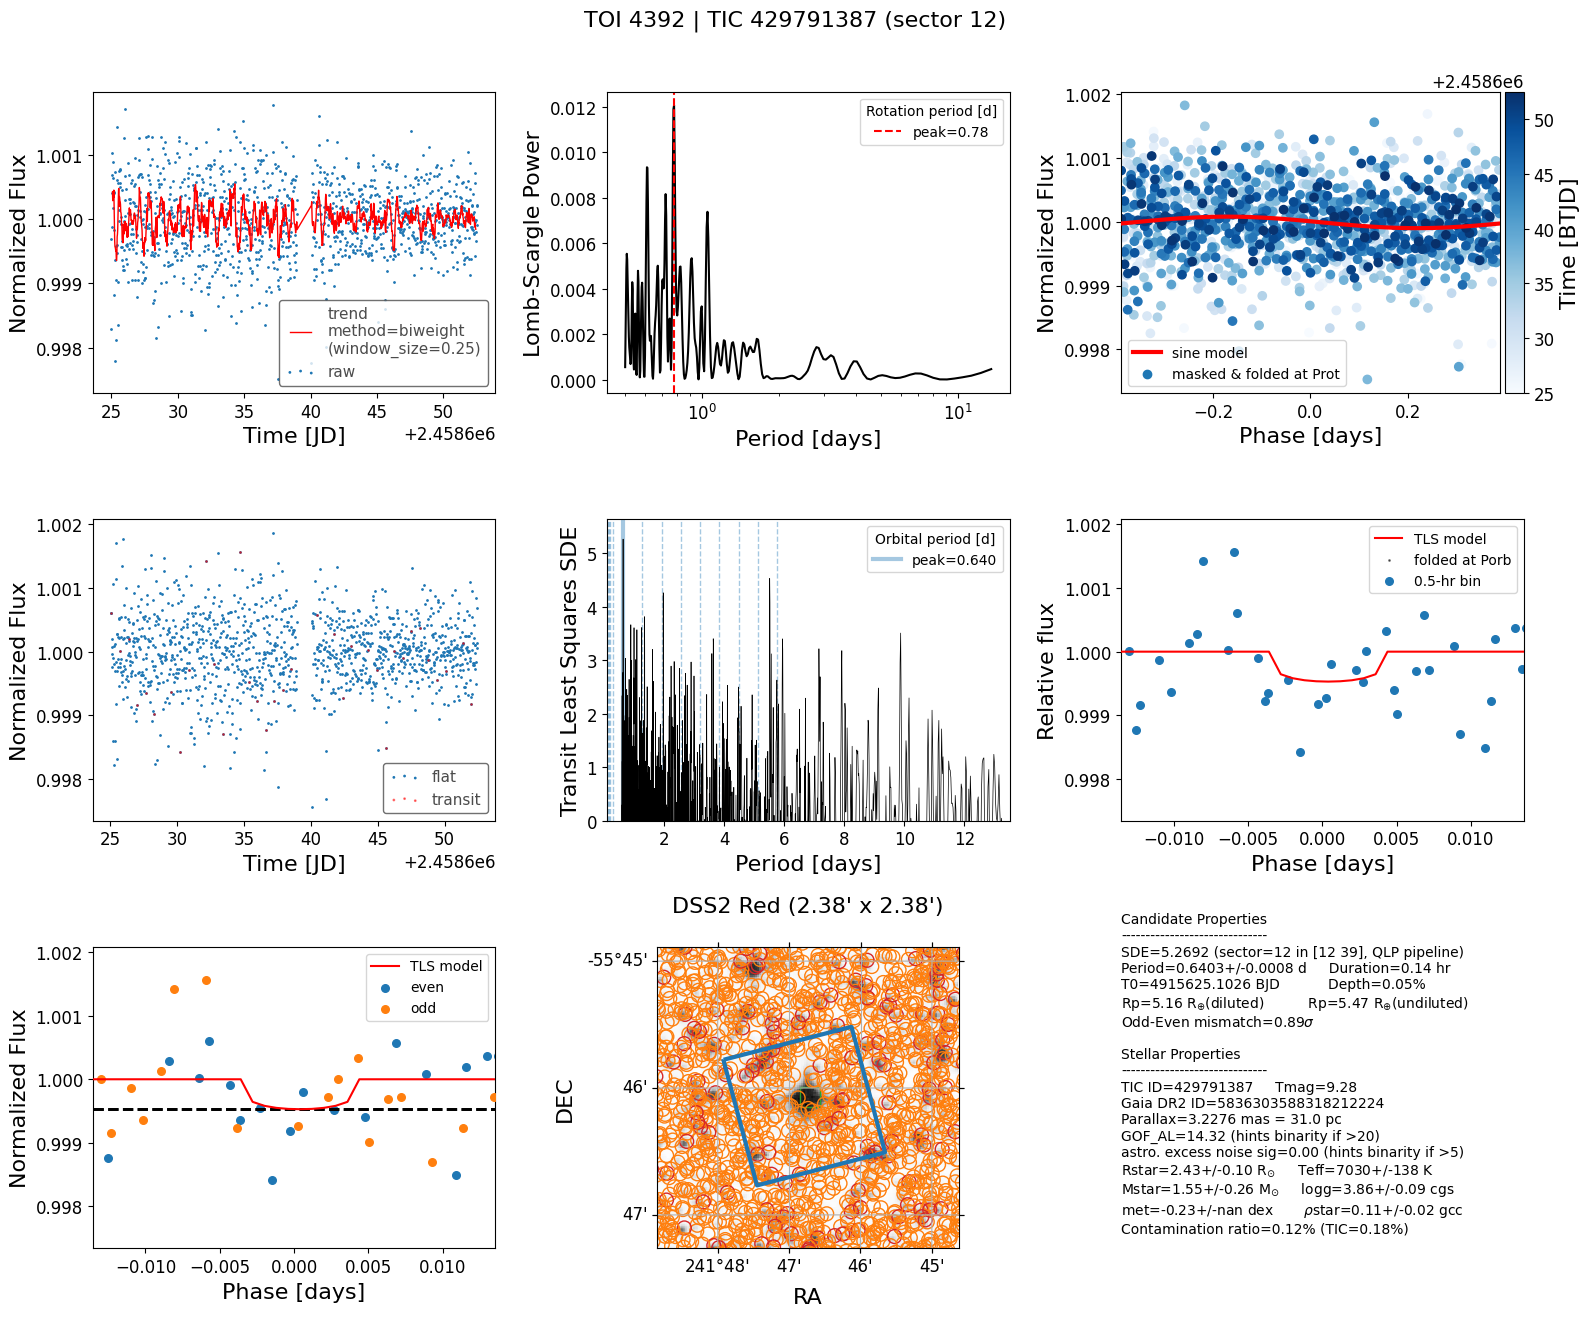 TOI 4392 | TIC 429791387 (sector 12)
Normalized Flux
1.001
1.000
0.999
0.998
trend
method=biweight
(window_size=0.25)
raw
25 30 35 40 45 50
Time [JD]
+2.4586e6
Lomb-Scargle Power
0.012
0.010
0.008
0.006
0.004
0.002
0.000
Rotation period [d]
peak=0.78
10⁰ 10¹
Period [days]
+2.4586e6
Normalized Flux
1.002
1.001
1.000
0.999
0.998
sine model
masked & folded at Prot
−0.2 0.0 0.2
Phase [days]
50
45
40
35
30
25
Time [BTJD]
Normalized Flux
1.002
1.001
1.000
0.999
0.998
flat
transit
25 30 35 40 45 50
Time [JD]
+2.4586e6
Transit Least Squares SDE
5
4
3
2
1
0
Orbital period [d]
peak=0.640
2 4 6 8 10 12
Period [days]
Relative flux
1.002
1.001
1.000
0.999
0.998
TLS model
folded at Porb
0.5-hr bin
−0.010 −0.005 0.000 0.005 0.010
Phase [days]
Normalized Flux
1.002
1.001
1.000
0.999
0.998
TLS model
even
odd
−0.010 −0.005 0.000 0.005 0.010
Phase [days]
DSS2 Red (2.38' x 2.38')
DEC
-55°45'
46'
47'
241°48' 47' 46' 45'
RA
Candidate Properties
------------------------------
SDE=5.2692 (sector=12 in [12 39], QLP pipeline)
Period=0.6403+/-0.0008 d Duration=0.14 hr
T0=4915625.1026 BJD Depth=0.05%
Rp=5.16 R⊕(diluted) Rp=5.47 R⊕(undiluted)
Odd-Even mismatch=0.89σ
Stellar Properties
------------------------------
TIC ID=429791387 Tmag=9.28
Gaia DR2 ID=5836303588318212224
Parallax=3.2276 mas = 31.0 pc
GOF_AL=14.32 (hints binarity if >20)
astro. excess noise sig=0.00 (hints binarity if >5)
Rstar=2.43+/-0.10 R⊙ Teff=7030+/-138 K
Mstar=1.55+/-0.26 M⊙ logg=3.86+/-0.09 cgs
met=-0.23+/-nan dex ρstar=0.11+/-0.02 gcc
Contamination ratio=0.12% (TIC=0.18%)